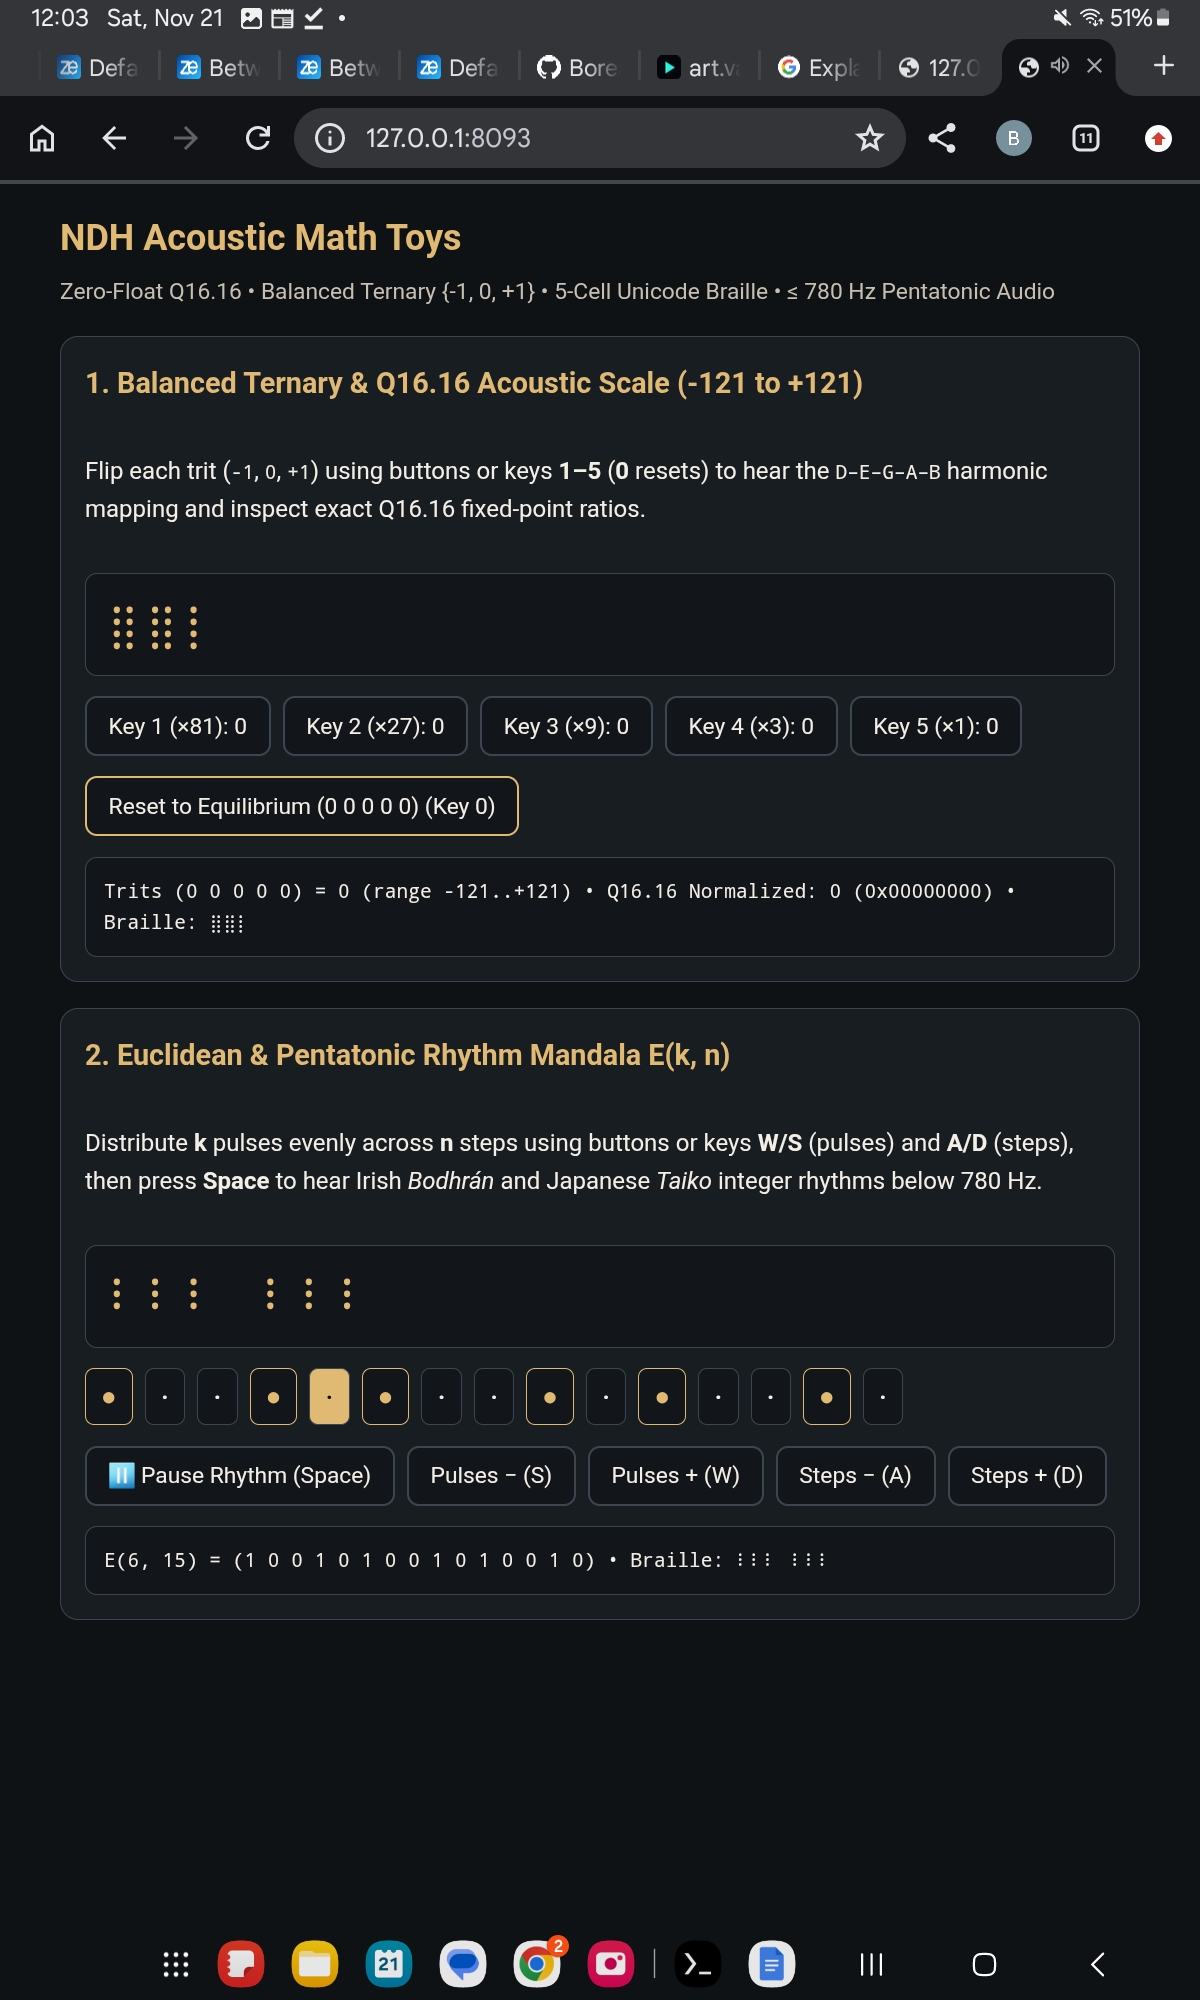 12:03 Sat, Nov 21 51%
Defa Betw Betw Defa Bore art.v Expla 127.0
127.0.0.1:8093 B 11
NDH Acoustic Math Toys
Zero-Float Q16.16 • Balanced Ternary {-1, 0, +1} • 5-Cell Unicode Braille • ≤ 780 Hz Pentatonic Audio
1. Balanced Ternary & Q16.16 Acoustic Scale (-121 to +121)
Flip each trit (-1, 0, +1) using buttons or keys 1–5 (0 resets) to hear the D-E-G-A-B harmonic
mapping and inspect exact Q16.16 fixed-point ratios.
⣿⣿⡇
Key 1 (×81): 0 Key 2 (×27): 0 Key 3 (×9): 0 Key 4 (×3): 0 Key 5 (×1): 0
Reset to Equilibrium (0 0 0 0 0) (Key 0)
Trits (0 0 0 0 0) = 0 (range -121..+121) • Q16.16 Normalized: 0 (0x00000000) •
Braille: ⣿⣿⡇
2. Euclidean & Pentatonic Rhythm Mandala E(k, n)
Distribute k pulses evenly across n steps using buttons or keys W/S (pulses) and A/D (steps),
then press Space to hear Irish Bodhrán and Japanese Taiko integer rhythms below 780 Hz.
⠇⠇⠇⠀⠇⠇⠇
● · · ● · ● · · ● · ● · · ● ·
⏸ Pause Rhythm (Space) Pulses − (S) Pulses + (W) Steps − (A) Steps + (D)
E(6, 15) = (1 0 0 1 0 1 0 0 1 0 1 0 0 1 0) • Braille: ⠇⠇⠇⠀⠇⠇⠇
21 2